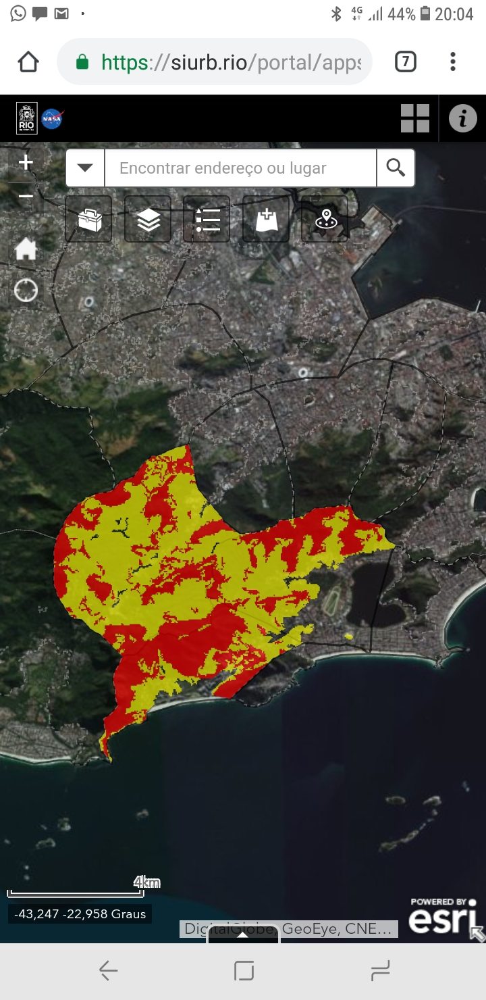 4G
44%
20:04
https://siurb.rio/portal/apps
7
RIO
NASA
Encontrar endereço ou lugar
4km
-43,247 -22,958 Graus
POWERED BY
esri
DigitalGlobe, GeoEye, CNE...